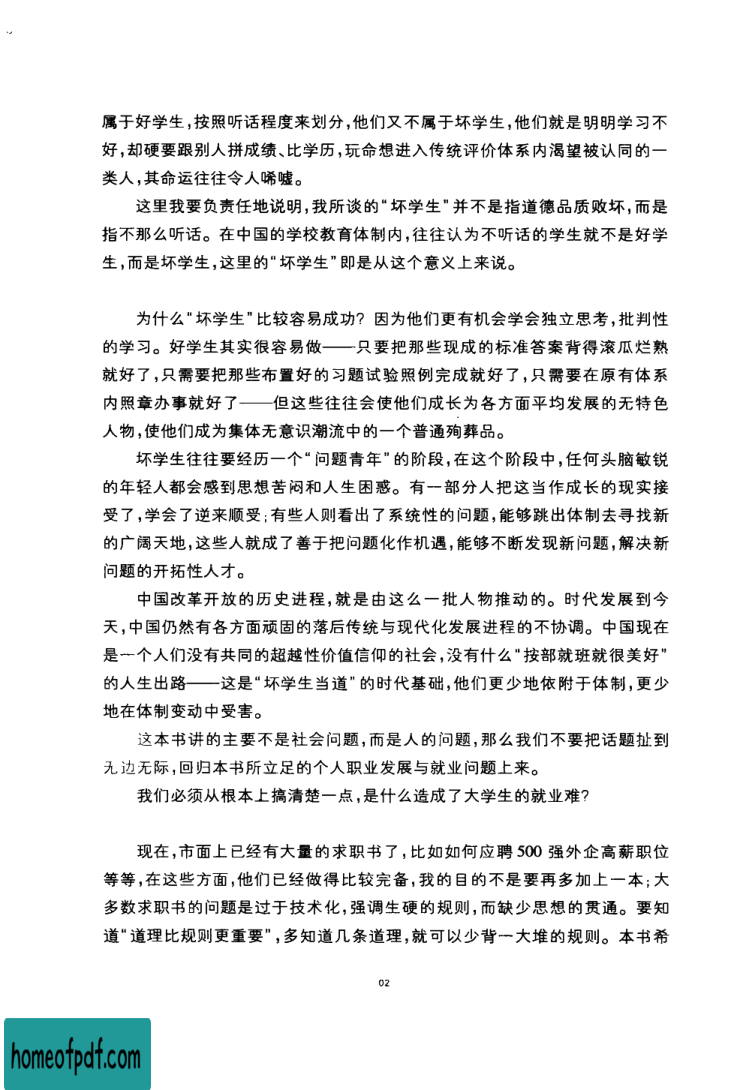 属于好学生,按照听话程度来划分,他们又不属于坏学生,他们就是明明学习不
好,却硬要跟别人拼成绩、比学历,玩命想进入传统评价体系内渴望被认同的一
类人,其命运往往令人唏嘘。
这里我要负责任地说明,我所谈的“坏学生”并不是指道德品质败坏,而是
指不那么听话。在中国的学校教育体制内,往往认为不听话的学生就不是好学
生,而是坏学生,这里的“坏学生”即是从这个意义上来说。
为什么“坏学生”比较容易成功? 因为他们更有机会学会独立思考,批判性
的学习。好学生其实很容易做——只要把那些现成的标准答案背得滚瓜烂熟
就好了,只需要把那些布置好的习题试验照例完成就好了,只需要在原有体系
内照章办事就好了——但这些往往会使他们成长为各方面平均发展的无特色
人物,使他们成为集体无意识潮流中的一个普通殉葬品。
坏学生往往要经历一个“问题青年”的阶段,在这个阶段中,任何头脑敏锐
的年轻人都会感到思想苦闷和人生困惑。有一部分人把这当作成长的现实接
受了,学会了逆来顺受;有些人则看出了系统性的问题,能够跳出体制去寻找新
的广阔天地,这些人就成了善于把问题化作机遇,能够不断发现新问题,解决新
问题的开拓性人才。
中国改革开放的历史进程,就是由这么一批人物推动的。时代发展到今
天,中国仍然有各方面顽固的落后传统与现代化发展进程的不协调。中国现在
是一个人们没有共同的超越性价值信仰的社会,没有什么“按部就班就很美好”
的人生出路——这是“坏学生当道”的时代基础,他们更少地依附于体制,更少
地在体制变动中受害。
这本书讲的主要不是社会问题,而是人的问题,那么我们不要把话题扯到
无边无际,回归本书所立足的个人职业发展与就业问题上来。
我们必须从根本上搞清楚一点,是什么造成了大学生的就业难?
现在,市面上已经有大量的求职书了,比如如何应聘 500 强外企高薪职位
等等,在这些方面,他们已经做得比较完备,我的目的不是要再多加上一本;大
多数求职书的问题是过于技术化,强调生硬的规则,而缺少思想的贯通。要知
道“道理比规则更重要”,多知道几条道理,就可以少背一大堆的规则。本书希
02
homeofpdf.com